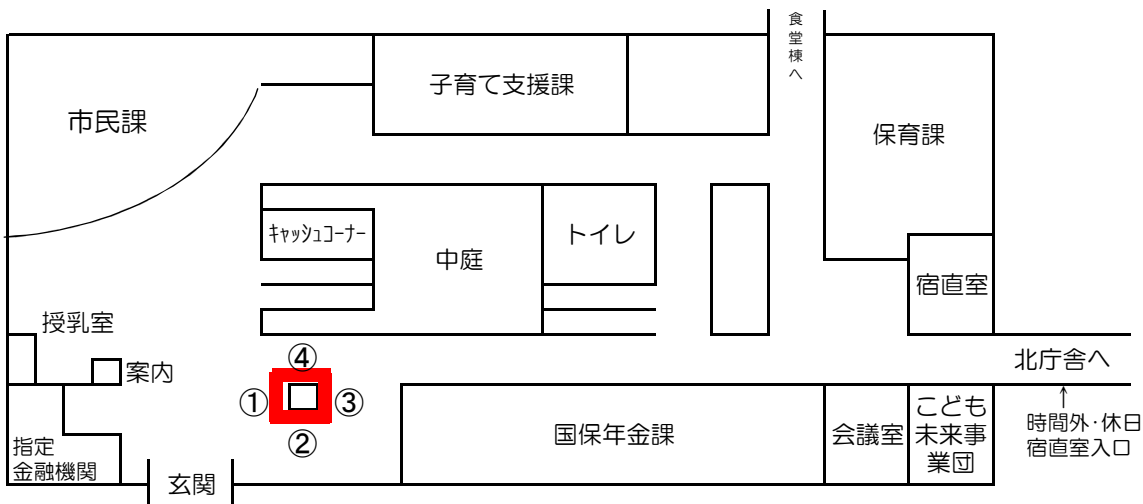 食堂棟へ
子育て支援課
市民課
保育課
ｷｬｯｼｭｺｰﾅｰ
中庭
トイレ
宿直室
授乳室
案内
④
①
③
②
北庁舎へ
時間外・休日
宿直室入口
国保年金課
会議室
こども
未来事
業団
指定
金融機関
玄関